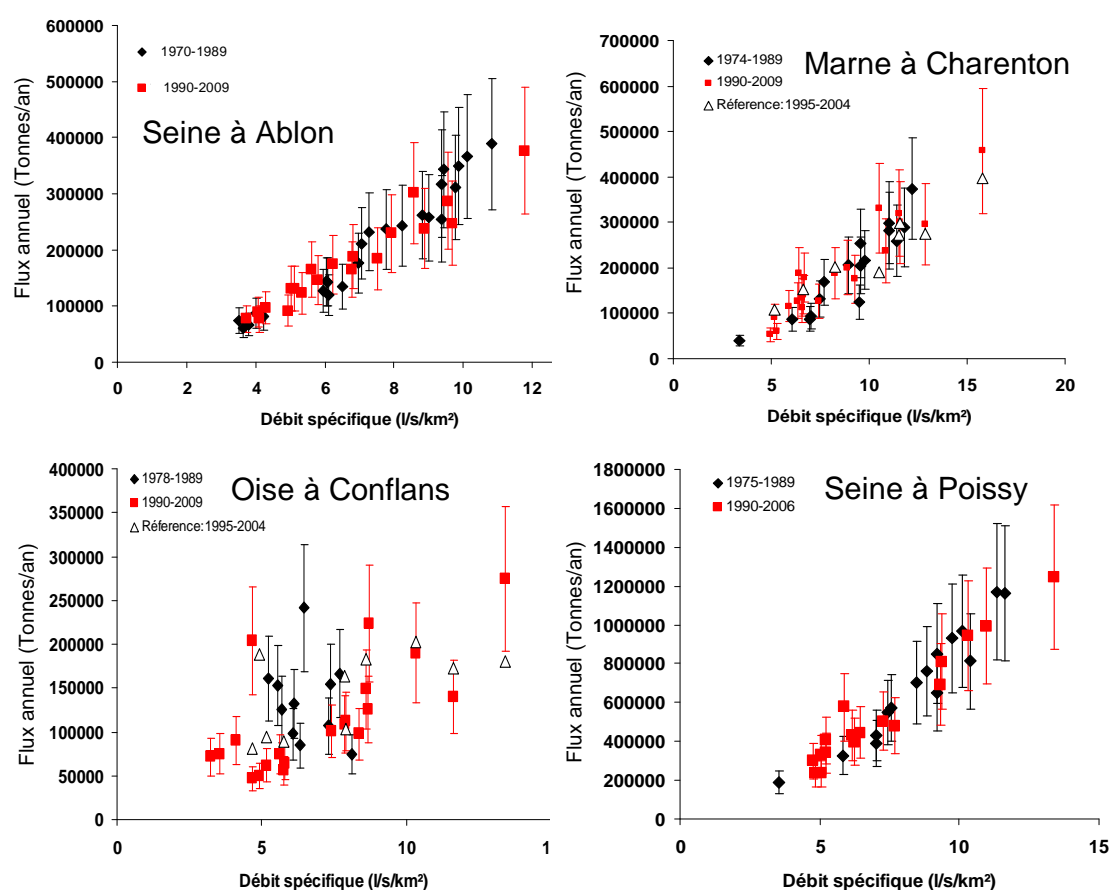 Seine à Ablon
1970-1989
1990-2009
Flux annuel (Tonnes/an)
600000
500000
400000
300000
200000
100000
0
0 2 4 6 8 10 12
Débit spécifique (l/s/km²)
Marne à Charenton
1974-1989
1990-2009
Réference:1995-2004
Flux annuel (Tonnes/an)
700000
600000
500000
400000
300000
200000
100000
0
0 5 10 15 20
Débit spécifique (l/s/km²)
Oise à Conflans
1978-1989
1990-2009
Réference:1995-2004
Flux annuel (Tonnes/an)
400000
350000
300000
250000
200000
150000
100000
50000
0
0 5 10 1
Débit spécifique (l/s/km²)
Seine à Poissy
1975-1989
1990-2006
Flux annuel (Tonnes/an)
1800000
1600000
1400000
1200000
1000000
800000
600000
400000
200000
0
0 5 10 15
Débit spécifique (l/s/km²)